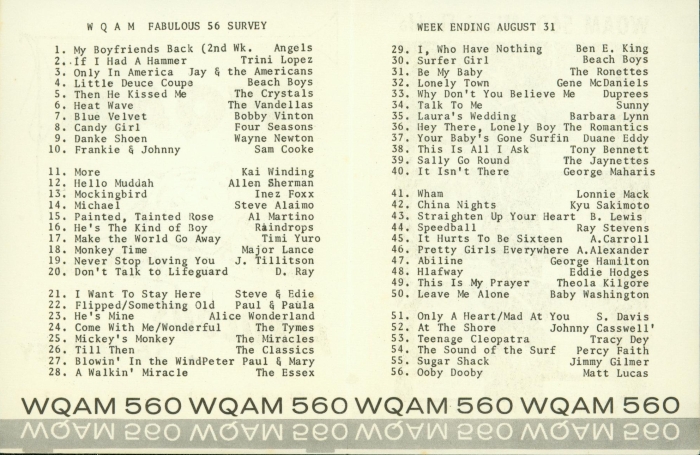 W Q A M  FABULOUS 56 SURVEY
1. My Boyfriends Back (2nd Wk. Angels
2. If I Had A Hammer Trini Lopez
3. Only In America Jay & the Americans
4. Little Deuce Coupe Beach Boys
5. Then He Kissed Me The Crystals
6. Heat Wave The Vandellas
7. Blue Velvet Bobby Vinton
8. Candy Girl Four Seasons
9. Danke Shoen Wayne Newton
10. Frankie & Johnny Sam Cooke
11. More Kai Winding
12. Hello Muddah Allen Sherman
13. Mockingbird Inez Foxx
14. Michael Steve Alaimo
15. Painted, Tainted Rose Al Martino
16. He's The Kind of Boy Raindrops
17. Make the World Go Away Timi Yuro
18. Monkey Time Major Lance
19. Never Stop Loving You J. Tillitson
20. Don't Talk to Lifeguard D. Ray
21. I Want To Stay Here Steve & Edie
22. Flipped/Something Old Paul & Paula
23. He's Mine Alice Wonderland
24. Come With Me/Wonderful The Tymes
25. Mickey's Monkey The Miracles
26. Till Then The Classics
27. Blowin' In the WindPeter Paul & Mary
28. A Walkin' Miracle The Essex
WEEK ENDING AUGUST 31
29. I, Who Have Nothing Ben E. King
30. Surfer Girl Beach Boys
31. Be My Baby The Ronettes
32. Lonely Town Gene McDaniels
33. Why Don't You Believe Me Duprees
34. Talk To Me Sunny
35. Laura's Wedding Barbara Lynn
36. Hey There, Lonely Boy The Romantics
37. Your Baby's Gone Surfin Duane Eddy
38. This Is All I Ask Tony Bennett
39. Sally Go Round The Jaynettes
40. It Isn't There George Maharis
41. Wham Lonnie Mack
42. China Nights Kyu Sakimoto
43. Straighten Up Your Heart B. Lewis
44. Speedball Ray Stevens
45. It Hurts To Be Sixteen A.Carroll
46. Pretty Girls Everywhere A.Alexander
47. Abiline George Hamilton
48. Hlafway Eddie Hodges
49. This Is My Prayer Theola Kilgore
50. Leave Me Alone Baby Washington
51. Only A Heart/Mad At You S. Davis
52. At The Shore Johnny Casswell'
53. Teenage Cleopatra Tracy Dey
54. The Sound of the Surf Percy Faith
55. Sugar Shack Jimmy Gilmer
56. Ooby Dooby Matt Lucas
WQAM 560 WQAM 560 WQAM 560 WQAM 560
WQAM 560 WQAM 560 WQAM 560 WQAM 560